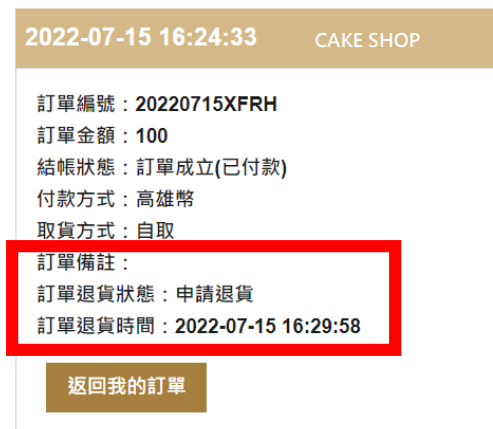 2022-07-15 16:24:33 CAKE SHOP
訂單編號：20220715XFRH
訂單金額：100
結帳狀態：訂單成立(已付款)
付款方式：高雄幣
取貨方式：自取
訂單備註：
訂單退貨狀態：申請退貨
訂單退貨時間：2022-07-15 16:29:58
返回我的訂單